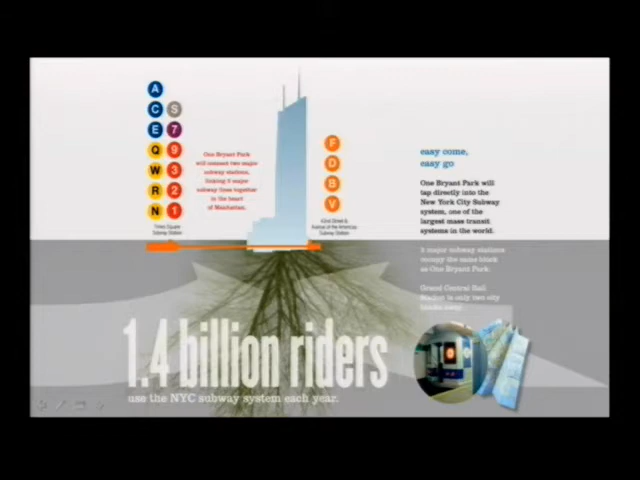 A
C S
E 7
Q 9
W 3
R 2
N 1
Times Square
Subway Station
One Bryant Park
will connect two major
subway stations,
linking 5 major
subway lines together
in the heart
of Manhattan.
F
D
B
V
42nd Street &
Avenue of the Americas
Subway Station
easy come,
easy go
One Bryant Park will
tap directly into the
New York City Subway
system, one of the
largest mass transit
systems in the world.
major subway stations
occupy the same block
as One Bryant Park.
Grand Central Rail
Station is only two city
blocks away.
1.4 billion riders
use the NYC subway system each year.